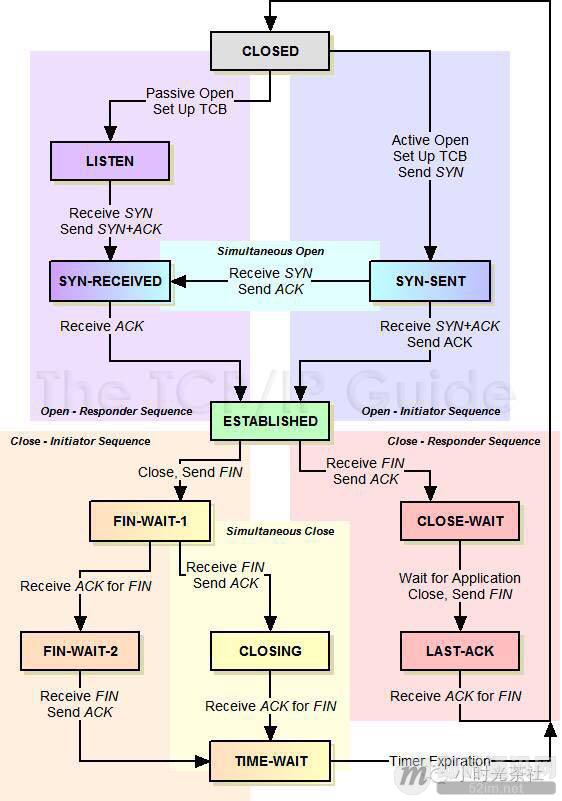 CLOSED
Passive Open
Set Up TCB
Active Open
Set Up TCB
Send SYN
LISTEN
Receive SYN
Send SYN+ACK
Simultaneous Open
Receive SYN
Send ACK
SYN-RECEIVED
SYN-SENT
Receive ACK
Receive SYN+ACK
Send ACK
The TCP/IP Guide
Open - Responder Sequence
Open - Initiator Sequence
ESTABLISHED
Close - Initiator Sequence
Close - Responder Sequence
Close, Send FIN
Receive FIN
Send ACK
FIN-WAIT-1
CLOSE-WAIT
Simultaneous Close
Receive ACK for FIN
Receive FIN
Send ACK
Wait for Application
Close, Send FIN
FIN-WAIT-2
CLOSING
LAST-ACK
Receive FIN
Send ACK
Receive ACK for FIN
Receive ACK for FIN
TIME-WAIT
Timer Expiration
小时光茶社
52im.net